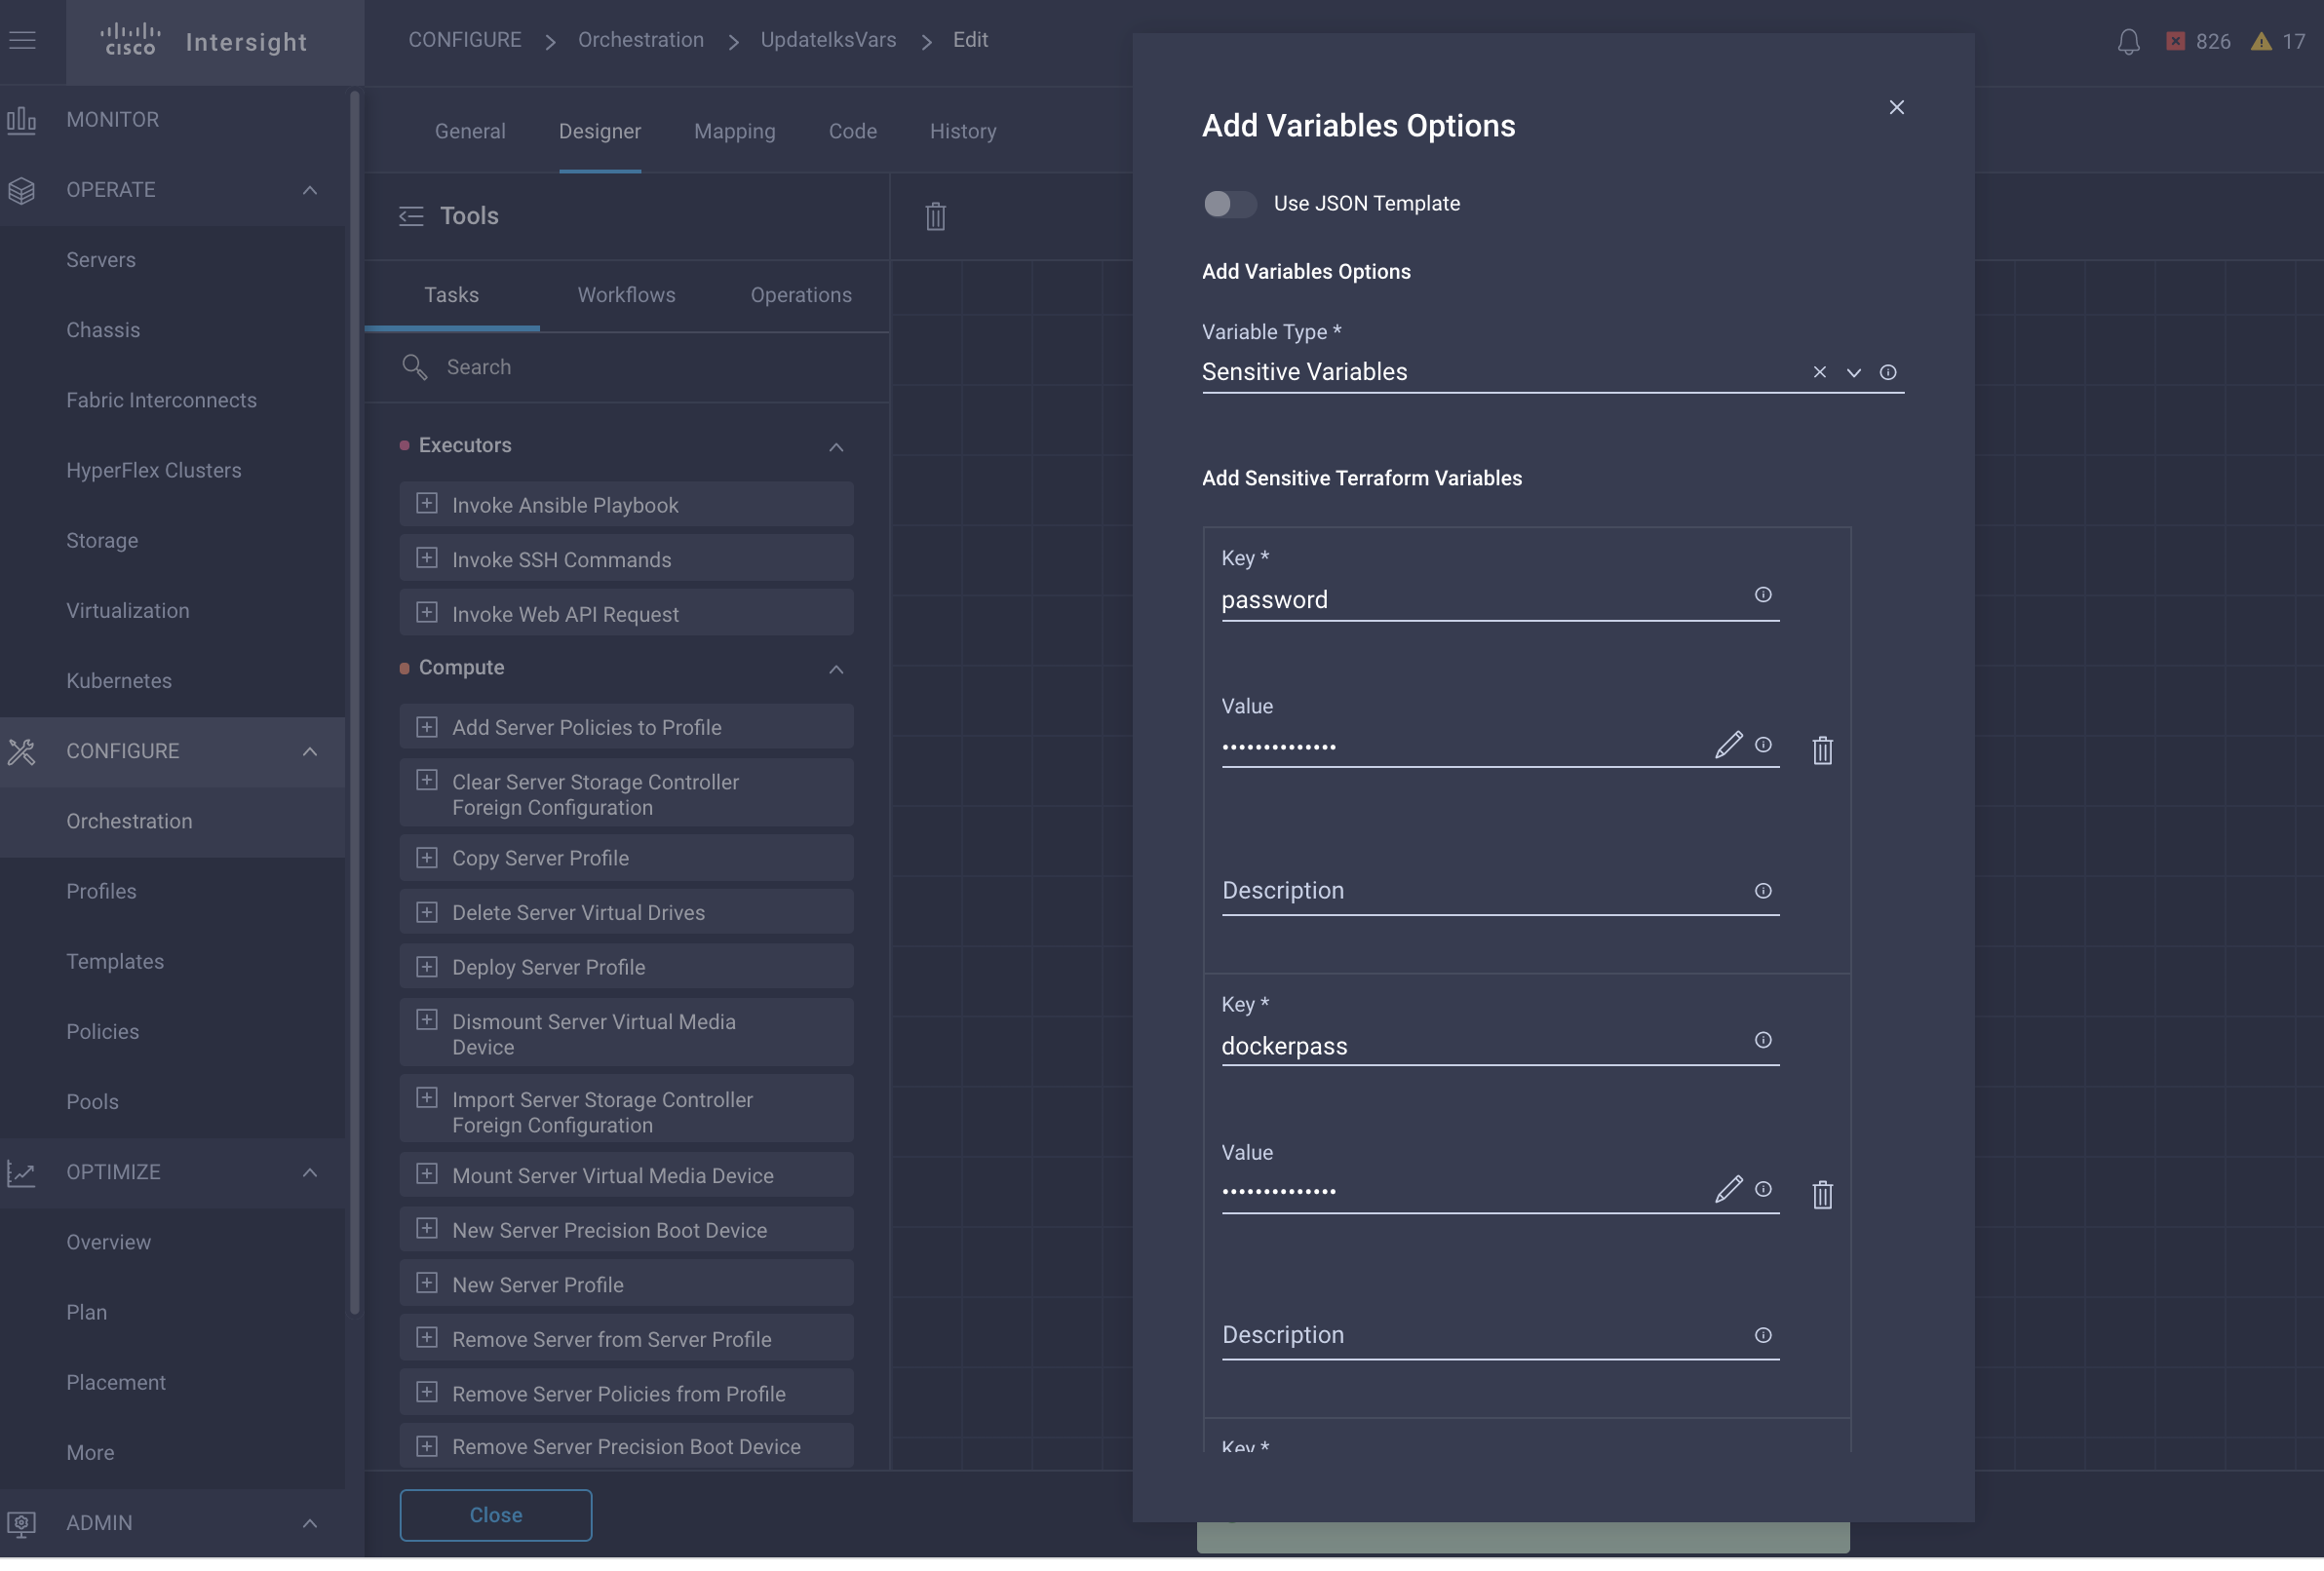 CISCO Intersight
CONFIGURE > Orchestration > UpdateIksVars > Edit
826
17
MONITOR
OPERATE
Servers
Chassis
Fabric Interconnects
HyperFlex Clusters
Storage
Virtualization
Kubernetes
CONFIGURE
Orchestration
Profiles
Templates
Policies
Pools
OPTIMIZE
Overview
Plan
Placement
More
ADMIN
General Designer Mapping Code History
Tools
Tasks Workflows Operations
Search
Executors
Invoke Ansible Playbook
Invoke SSH Commands
Invoke Web API Request
Compute
Add Server Policies to Profile
Clear Server Storage Controller
Foreign Configuration
Copy Server Profile
Delete Server Virtual Drives
Deploy Server Profile
Dismount Server Virtual Media
Device
Import Server Storage Controller
Foreign Configuration
Mount Server Virtual Media Device
New Server Precision Boot Device
New Server Profile
Remove Server from Server Profile
Remove Server Policies from Profile
Remove Server Precision Boot Device
Close
Add Variables Options
Use JSON Template
Add Variables Options
Variable Type *
Sensitive Variables
Add Sensitive Terraform Variables
Key *
password
Value
••••••••••••••
Description
Key *
dockerpass
Value
••••••••••••••
Description
Key *